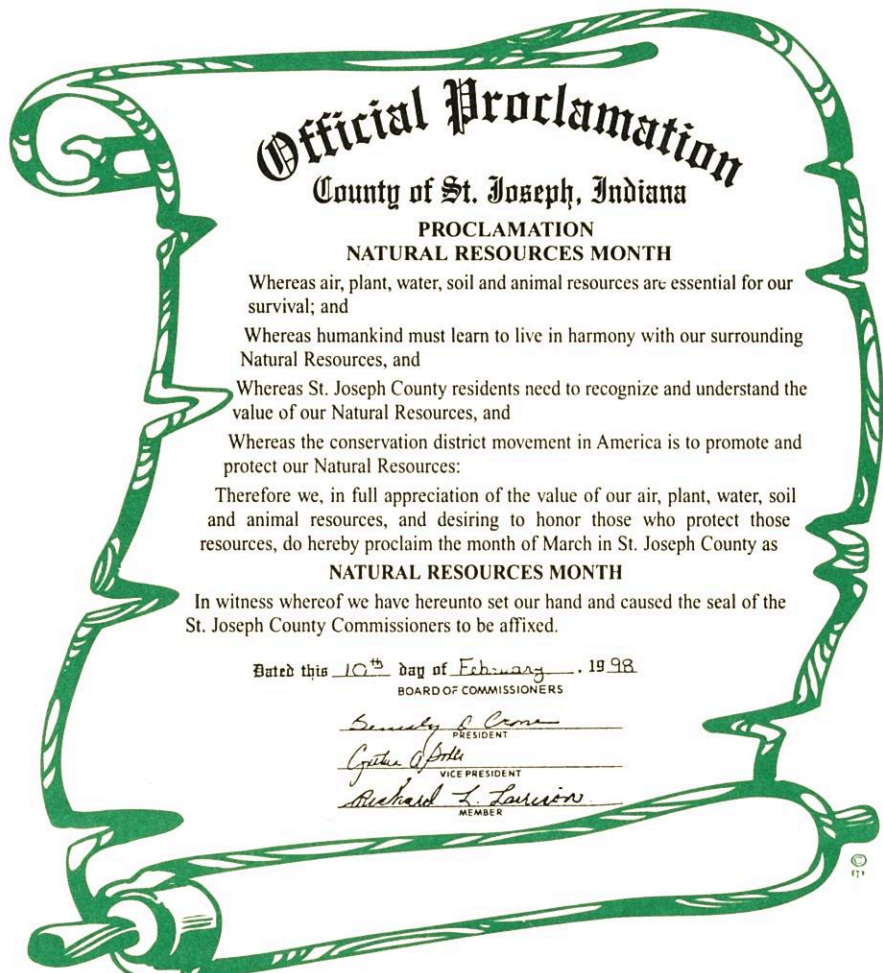 Official Proclamation
County of St. Joseph, Indiana
PROCLAMATION
NATURAL RESOURCES MONTH
Whereas air, plant, water, soil and animal resources are essential for our
survival; and
Whereas humankind must learn to live in harmony with our surrounding
Natural Resources, and
Whereas St. Joseph County residents need to recognize and understand the
value of our Natural Resources, and
Whereas the conservation district movement in America is to promote and
protect our Natural Resources:
Therefore we, in full appreciation of the value of our air, plant, water, soil
and animal resources, and desiring to honor those who protect those
resources, do hereby proclaim the month of March in St. Joseph County as
NATURAL RESOURCES MONTH
In witness whereof we have hereunto set our hand and caused the seal of the
St. Joseph County Commissioners to be affixed.
Dated this 10th day of February, 1998
BOARD OF COMMISSIONERS
Crone
PRESIDENT
VICE PRESIDENT
Richard L. Larrison
MEMBER
©